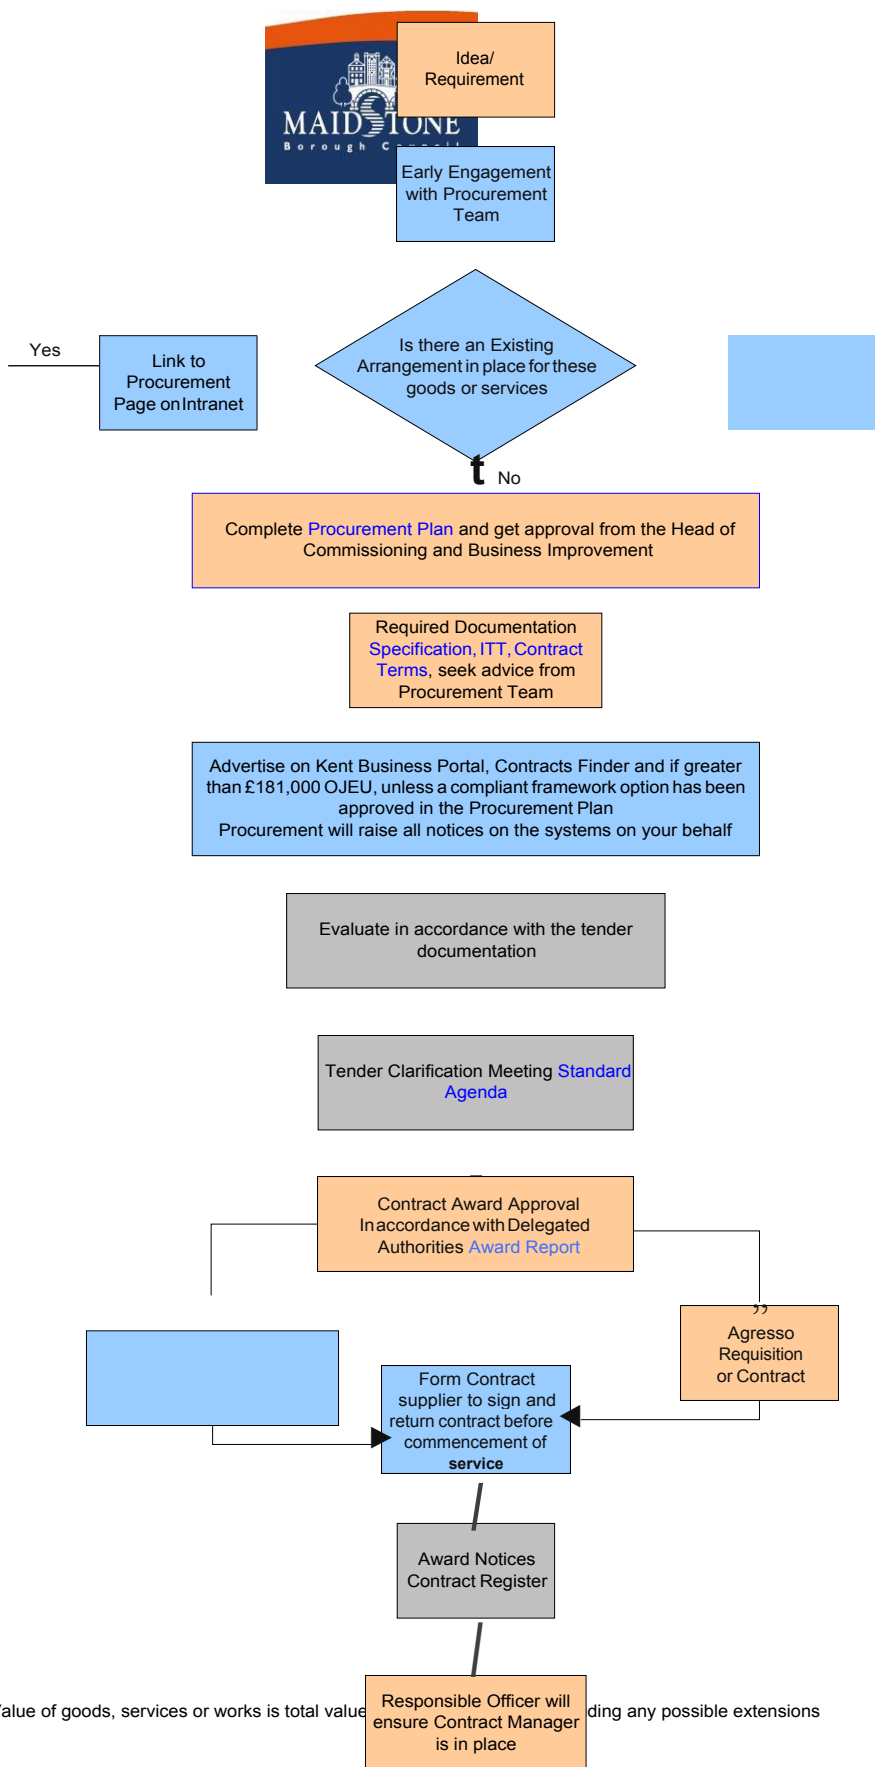 Idea/
Requirement
MAIDSTONE
Borough Council
Early Engagement
with Procurement
Team
Is there an Existing
Arrangement in place for these
goods or services
Yes
Link to
Procurement
Page on Intranet
t No
Complete Procurement Plan and get approval from the Head of
Commissioning and Business Improvement
Required Documentation
Specification, ITT, Contract
Terms, seek advice from
Procurement Team
Advertise on Kent Business Portal, Contracts Finder and if greater
than £181,000 OJEU, unless a compliant framework option has been
approved in the Procurement Plan
Procurement will raise all notices on the systems on your behalf
Evaluate in accordance with the tender
documentation
Tender Clarification Meeting Standard
Agenda
Contract Award Approval
In accordance with Delegated
Authorities Award Report
Agresso
Requisition
or Contract
Form Contract
supplier to sign and
return contract before
commencement of
service
Award Notices
Contract Register
Responsible Officer will
ensure Contract Manager
is in place
of goods, services or works is total value any possible extensions